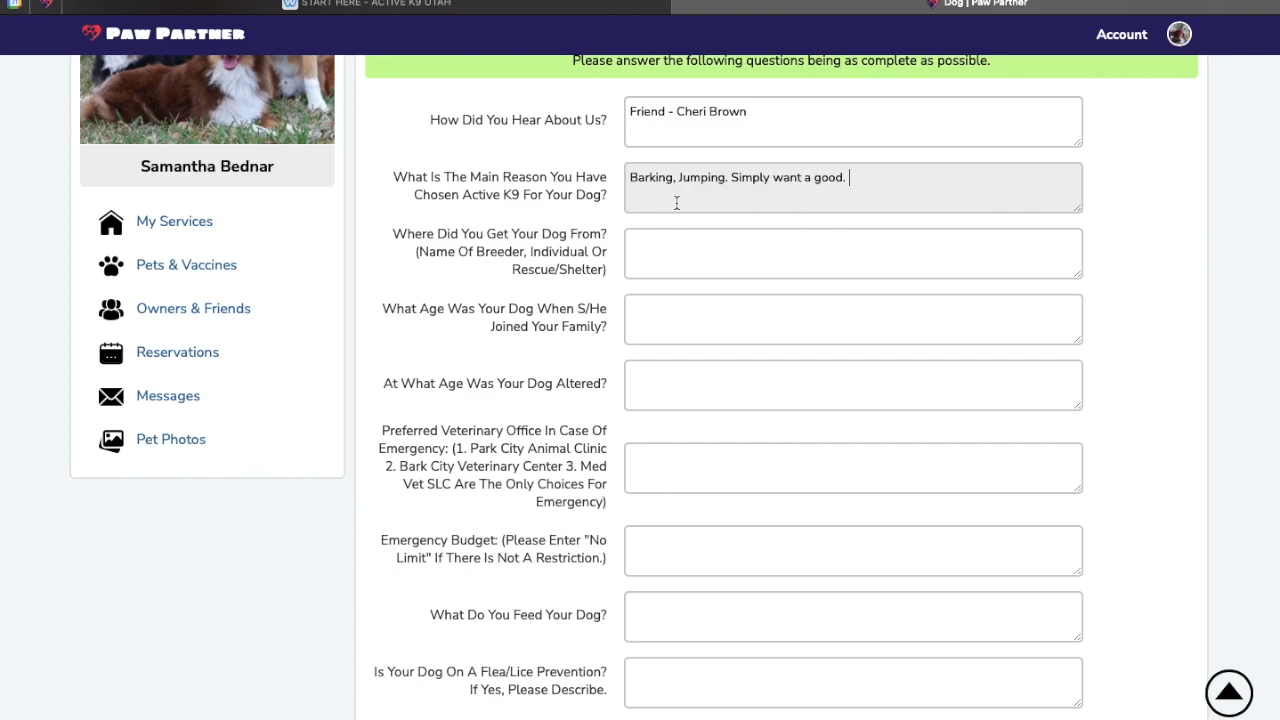 START HERE - ACTIVE K9 UTAH
Dog | Paw Partner
Paw Partner
Account
Please answer the following questions being as complete as possible.
How Did You Hear About Us?
Friend - Cheri Brown
Samantha Bednar
What Is The Main Reason You Have
Chosen Active K9 For Your Dog?
Barking, Jumping. Simply want a good.
My Services
Where Did You Get Your Dog From?
(Name Of Breeder, Individual Or
Rescue/Shelter)
Pets & Vaccines
Owners & Friends
What Age Was Your Dog When S/He
Joined Your Family?
Reservations
At What Age Was Your Dog Altered?
Messages
Pet Photos
Preferred Veterinary Office In Case Of
Emergency: (1. Park City Animal Clinic
2. Bark City Veterinary Center 3. Med
Vet SLC Are The Only Choices For
Emergency)
Emergency Budget: (Please Enter "No
Limit" If There Is Not A Restriction.)
What Do You Feed Your Dog?
Is Your Dog On A Flea/Lice Prevention?
If Yes, Please Describe.